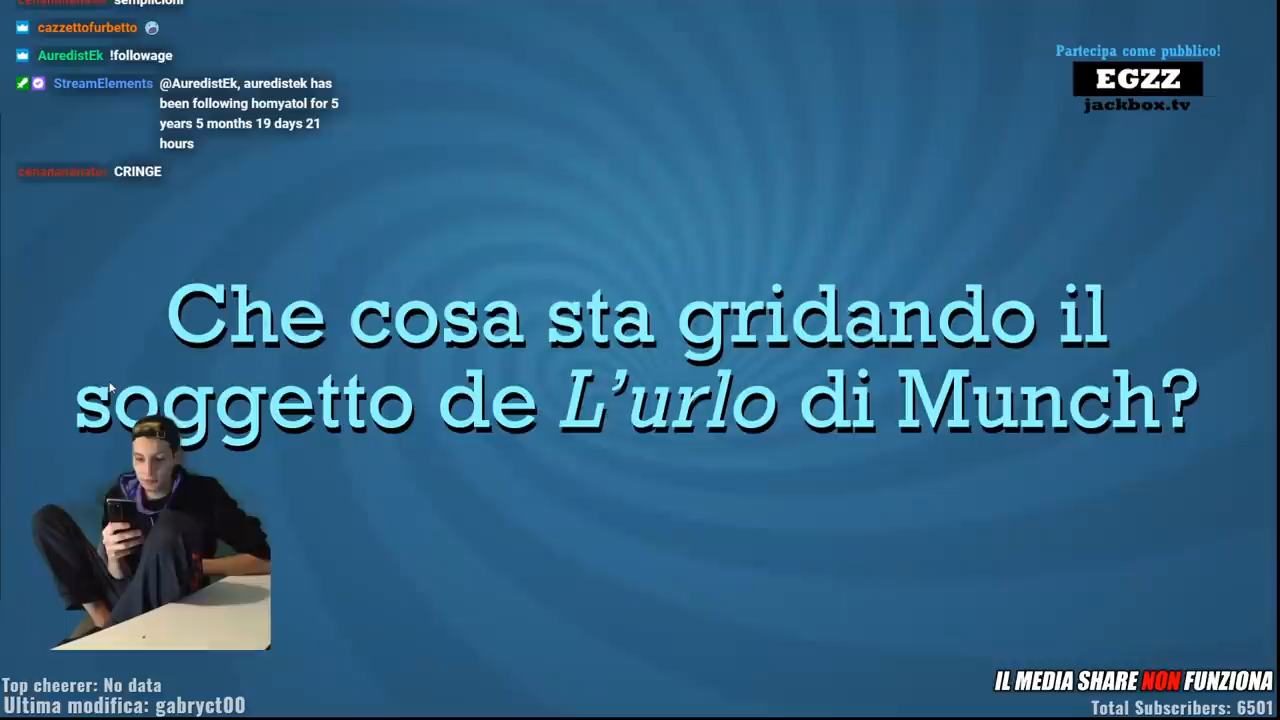 semplicioni
cazzettofurbetto
AuredistEk !followage
StreamElements @AuredistEk, auredistek has
been following homyatol for 5
years 5 months 19 days 21
hours
CRINGE
Partecipa come pubblico!
EGZZ
jackbox.tv
Che cosa sta gridando il
soggetto de L'urlo di Munch?
Top cheerer: No data
Ultima modifica: gabryct00
IL MEDIA SHARE NON FUNZIONA
Total Subscribers: 6501